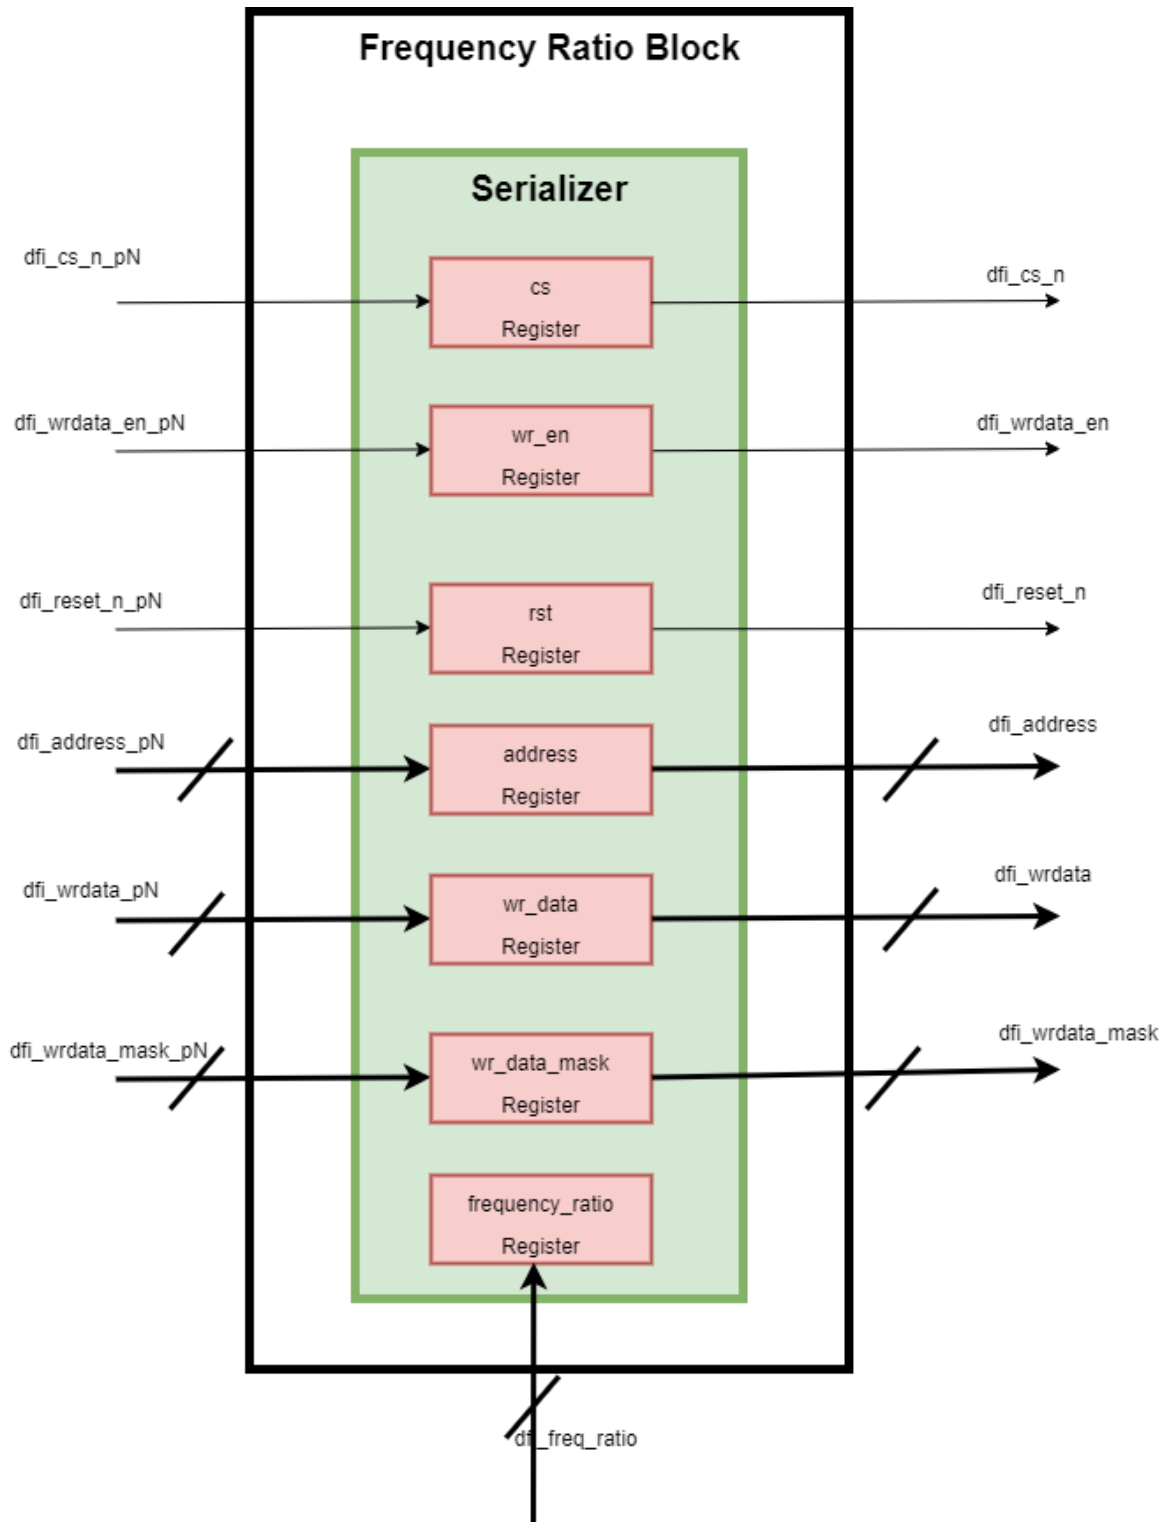 Frequency Ratio Block
Serializer
dfi_cs_n_pN
cs
Register
dfi_cs_n
dfi_wrdata_en_pN
wr_en
Register
dfi_wrdata_en
dfi_reset_n_pN
rst
Register
dfi_reset_n
dfi_address_pN
address
Register
dfi_address
dfi_wrdata_pN
wr_data
Register
dfi_wrdata
dfi_wrdata_mask_pN
wr_data_mask
Register
dfi_wrdata_mask
frequency_ratio
Register
dfi_freq_ratio